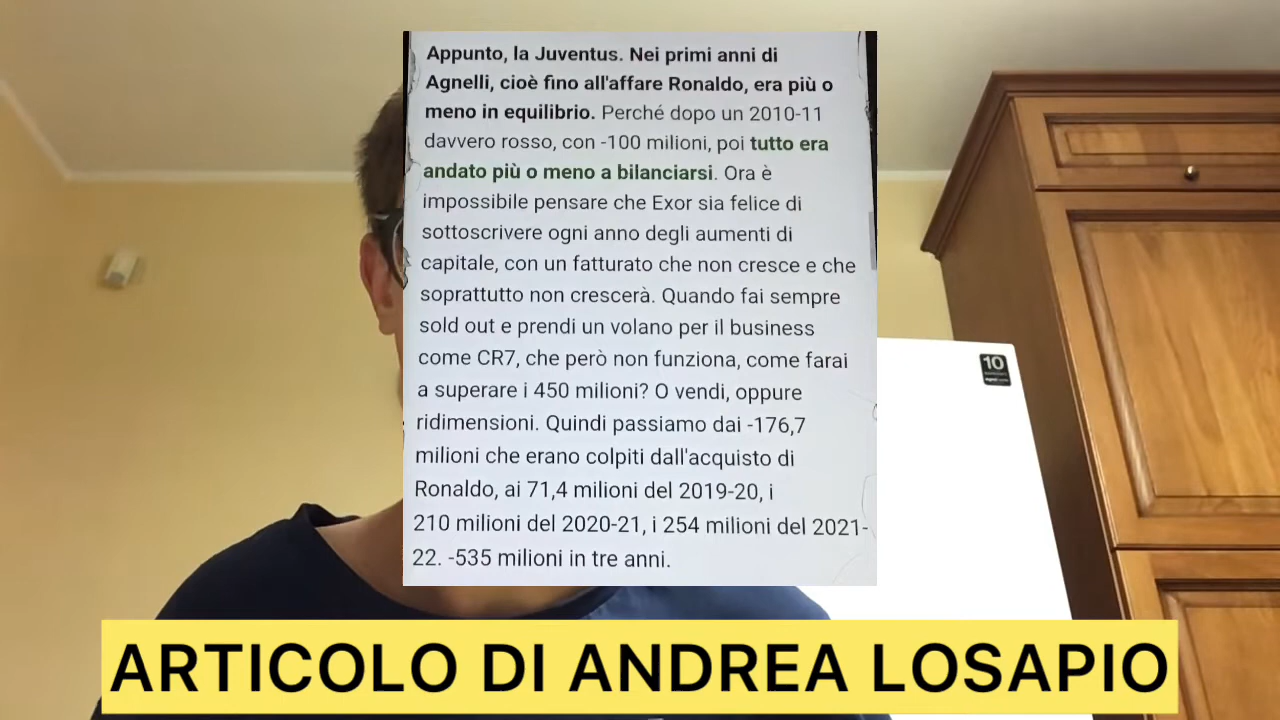 Appunto, la Juventus. Nei primi anni di
Agnelli, cioè fino all'affare Ronaldo, era più o
meno in equilibrio. Perché dopo un 2010-11
davvero rosso, con -100 milioni, poi tutto era
andato più o meno a bilanciarsi. Ora è
impossibile pensare che Exor sia felice di
sottoscrivere ogni anno degli aumenti di
capitale, con un fatturato che non cresce e che
soprattutto non crescerà. Quando fai sempre
sold out e prendi un volano per il business
come CR7, che però non funziona, come farai
a superare i 450 milioni? O vendi, oppure
ridimensioni. Quindi passiamo dai -176,7
milioni che erano colpiti dall'acquisto di
Ronaldo, ai 71,4 milioni del 2019-20, i
210 milioni del 2020-21, i 254 milioni del 2021-
22. -535 milioni in tre anni.
10
ARTICOLO DI ANDREA LOSAPIO